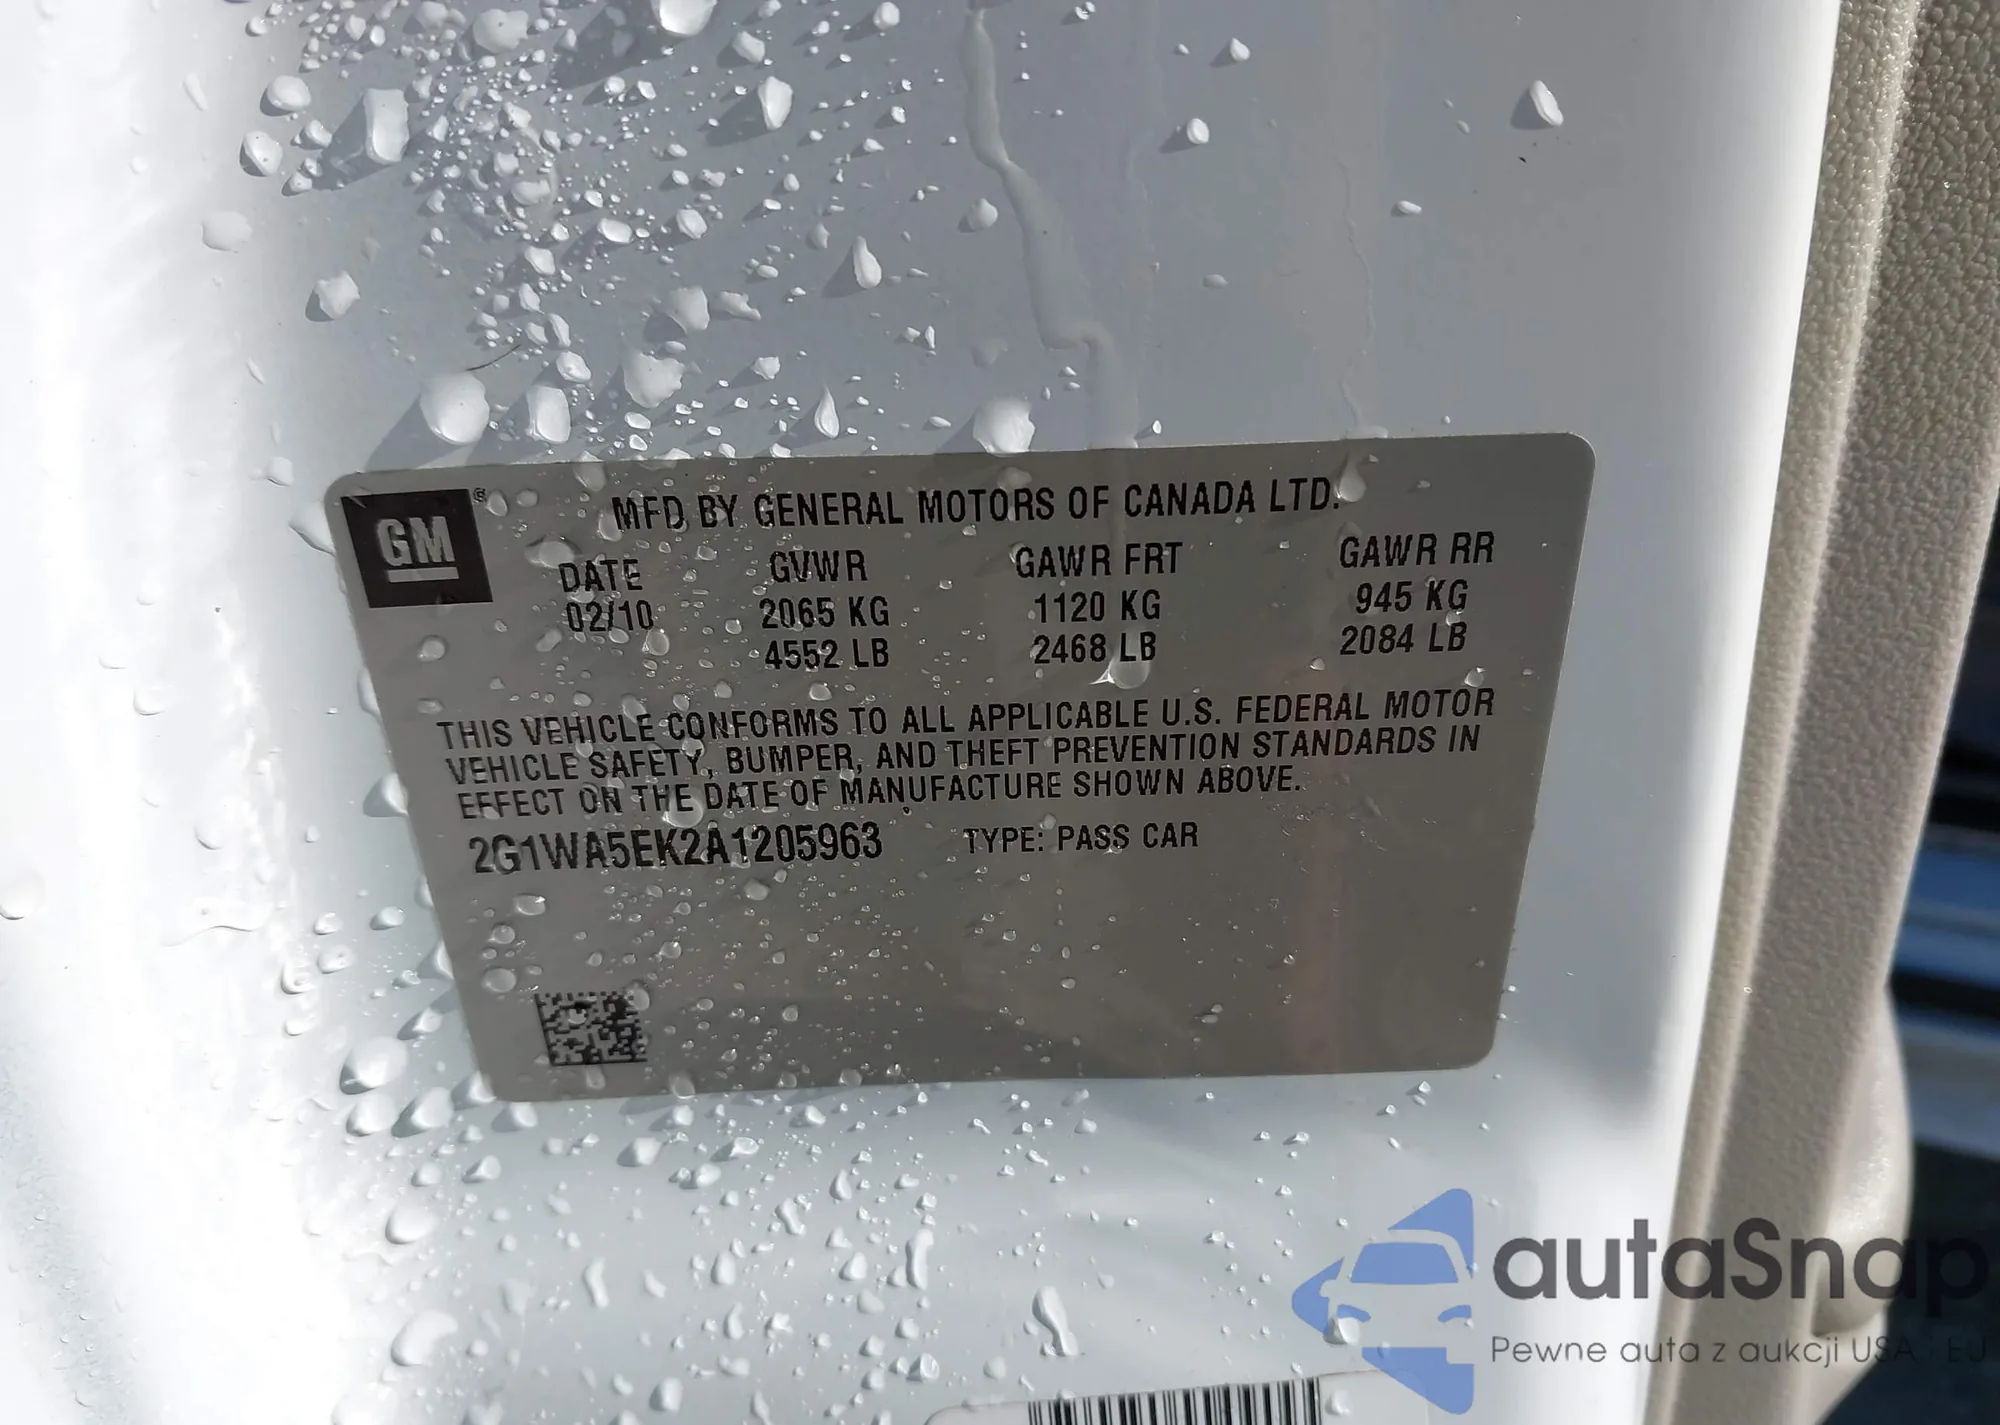 GM ®
MFD BY GENERAL MOTORS OF CANADA LTD.
DATE GVWR GAWR FRT GAWR RR
02/10 2065 KG 1120 KG 945 KG
4552 LB 2468 LB 2084 LB
THIS VEHICLE CONFORMS TO ALL APPLICABLE U.S. FEDERAL MOTOR
VEHICLE SAFETY, BUMPER, AND THEFT PREVENTION STANDARDS IN
EFFECT ON THE DATE OF MANUFACTURE SHOWN ABOVE.
2G1WA5EK2A1205963 TYPE: PASS CAR
autaSnap
Pewne auta z aukcji USA i EU